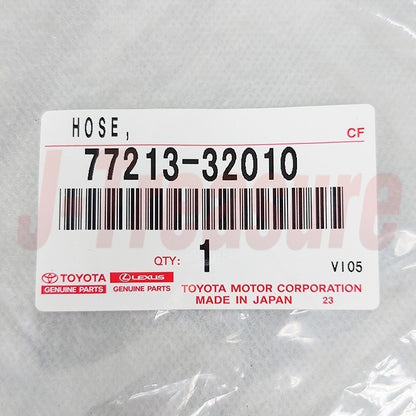 HOSE,
CF
77213-32010
J-Treasure
QTY: 1
V105
TOYOTA LEXUS
GENUINE PARTS GENUINE PARTS
TOYOTA MOTOR CORPORATION
MADE IN JAPAN 23